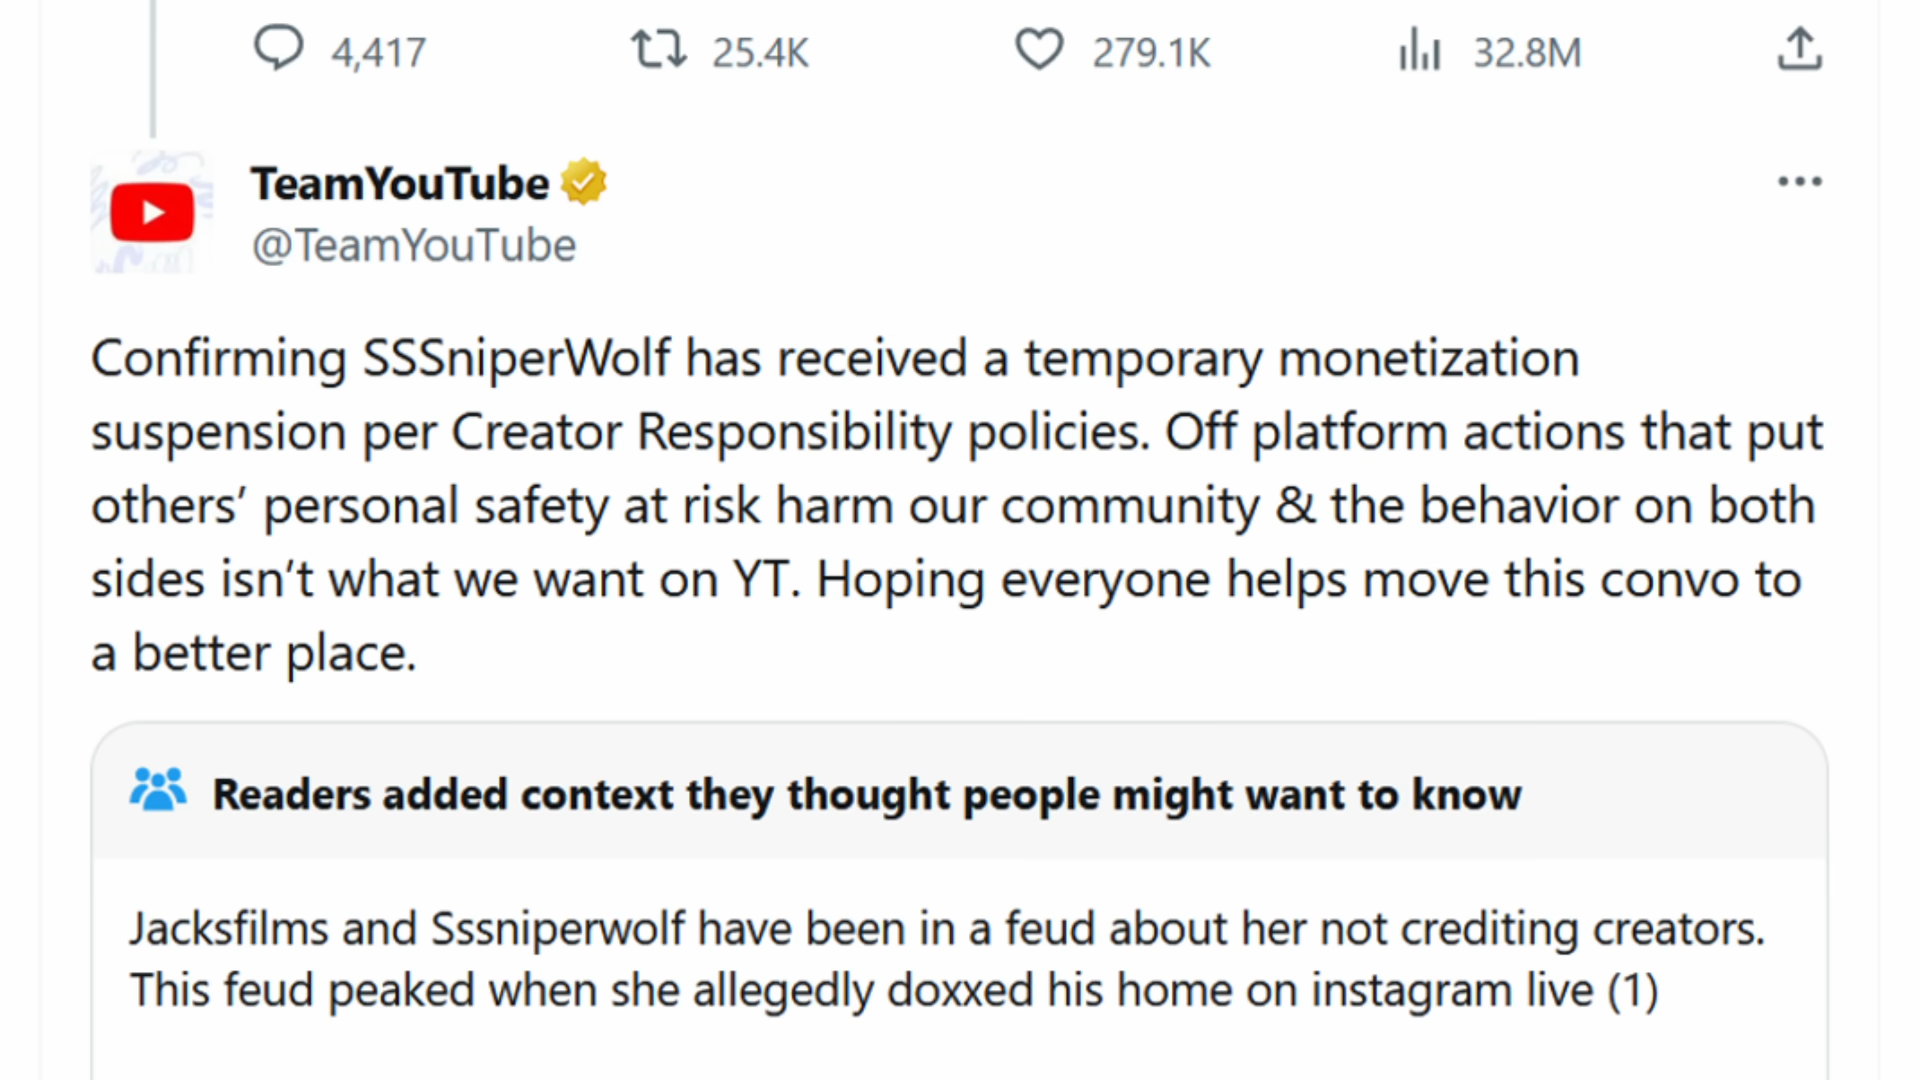 4,417 25.4K 279.1K 32.8M
TeamYouTube
@TeamYouTube
Confirming SSSniperWolf has received a temporary monetization
suspension per Creator Responsibility policies. Off platform actions that put
others’ personal safety at risk harm our community & the behavior on both
sides isn’t what we want on YT. Hoping everyone helps move this convo to
a better place.
Readers added context they thought people might want to know
Jacksfilms and Sssniperwolf have been in a feud about her not crediting creators.
This feud peaked when she allegedly doxxed his home on instagram live (1)